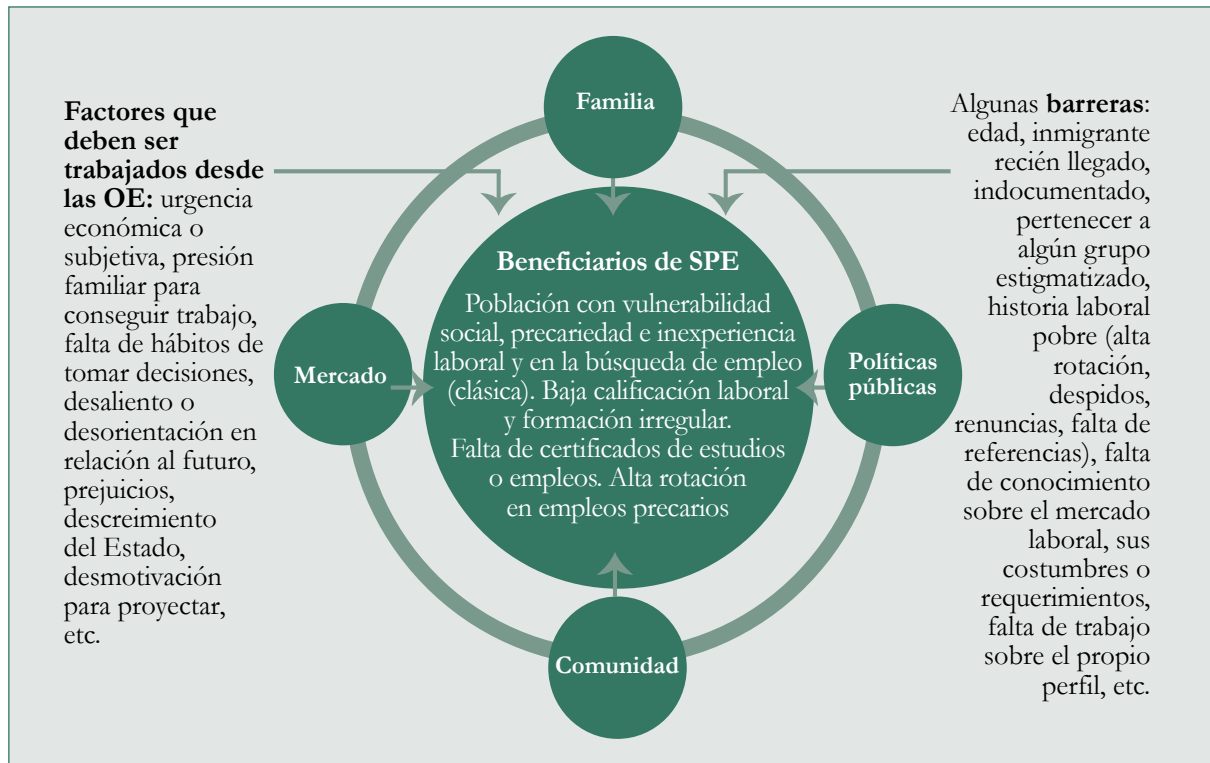 Familia
Factores que
deben ser
trabajados desde
las OE: urgencia
económica o
subjetiva, presión
familiar para
conseguir trabajo,
falta de hábitos de
tomar decisiones,
desaliento o
desorientación en
relación al futuro,
prejuicios,
descreimiento
del Estado,
desmotivación
para proyectar,
etc.
Mercado
Beneficiarios de SPE
Población con vulnerabilidad
social, precariedad e inexperiencia
laboral y en la búsqueda de empleo
(clásica). Baja calificación laboral
y formación irregular.
Falta de certificados de estudios
o empleos. Alta rotación
en empleos precarios
Políticas
públicas
Comunidad
Algunas barreras:
edad, inmigrante
recién llegado,
indocumentado,
pertenecer a
algún grupo
estigmatizado,
historia laboral
pobre (alta
rotación,
despidos,
renuncias, falta de
referencias), falta
de conocimiento
sobre el mercado
laboral, sus
costumbres o
requerimientos,
falta de trabajo
sobre el propio
perfil, etc.